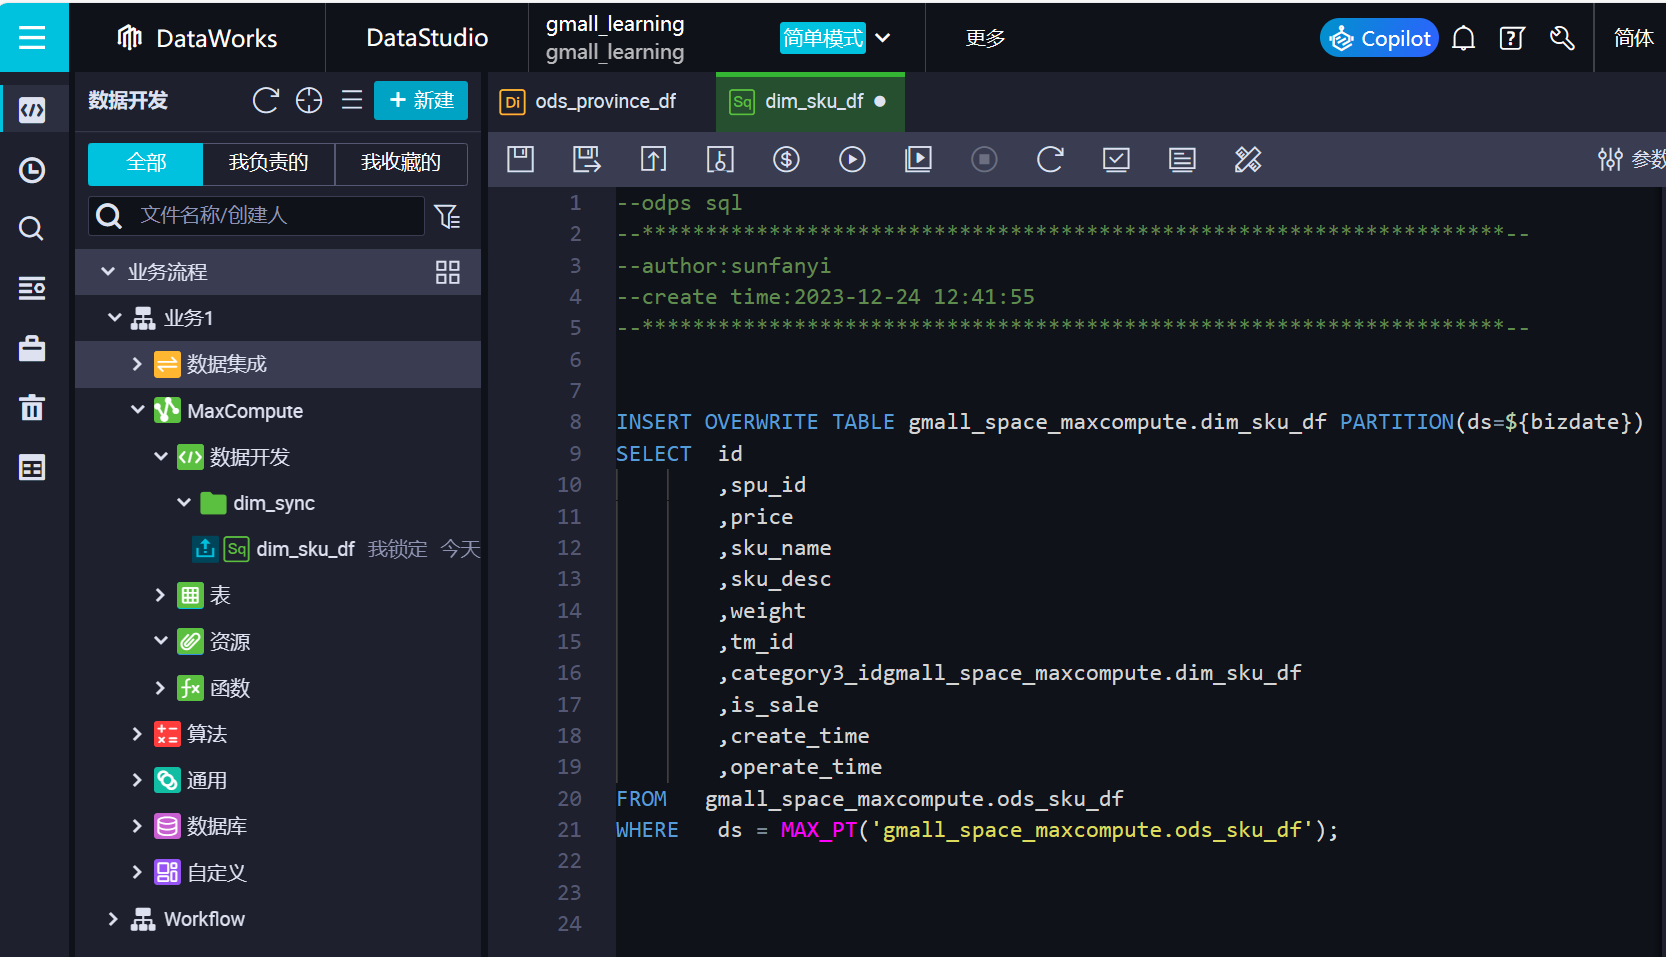 DataWorks
DataStudio
gmall_learning
gmall_learning
简单模式
更多
Copilot
简体
数据开发
+ 新建
全部
我负责的
我收藏的
文件名称/创建人
业务流程
业务1
数据集成
MaxCompute
数据开发
dim_sync
Sq dim_sku_df 我锁定 今天
表
资源
fx 函数
算法
通用
数据库
自定义
Workflow
Di ods_province_df
Sq dim_sku_df
参数
1 --odps sql
2 --********************************************************************--
3 --author:sunfanyi
4 --create time:2023-12-24 12:41:55
5 --********************************************************************--
6
7
8 INSERT OVERWRITE TABLE gmall_space_maxcompute.dim_sku_df PARTITION(ds=${bizdate})
9 SELECT  id
10         ,spu_id
11         ,price
12         ,sku_name
13         ,sku_desc
14         ,weight
15         ,tm_id
16         ,category3_idgmall_space_maxcompute.dim_sku_df
17         ,is_sale
18         ,create_time
19         ,operate_time
20 FROM   gmall_space_maxcompute.ods_sku_df
21 WHERE   ds = MAX_PT('gmall_space_maxcompute.ods_sku_df');
22
23
24